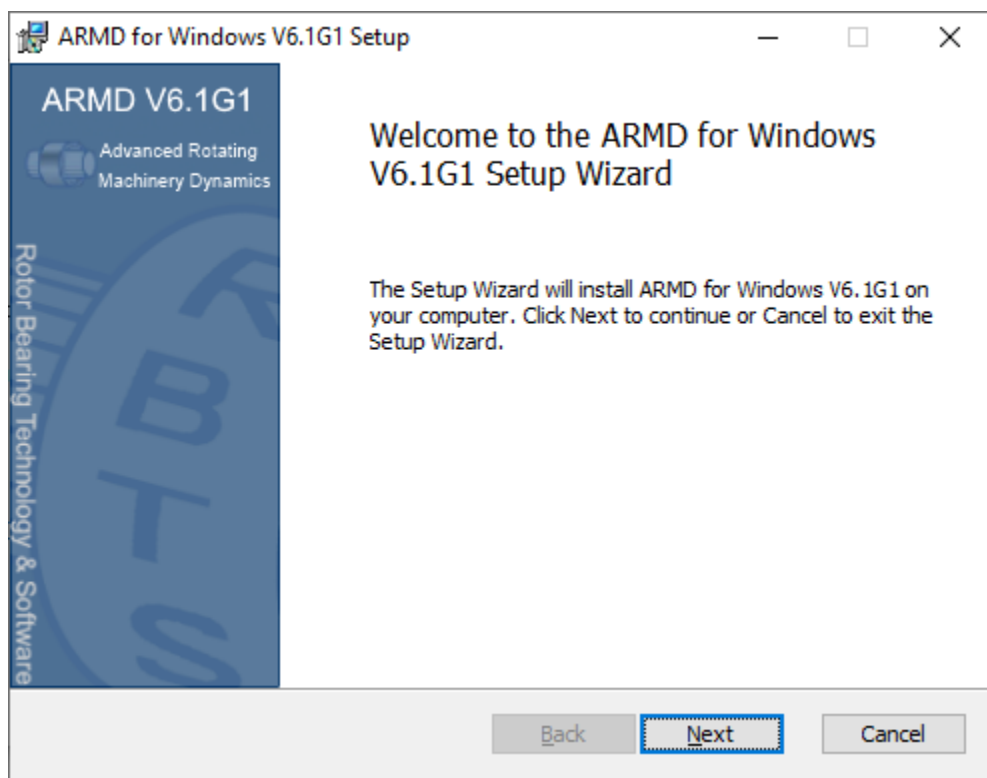 ARMD for Windows V6.1G1 Setup
ARMD V6.1G1
Advanced Rotating
Machinery Dynamics
Rotor Bearing Technology & Software
RBTS
Welcome to the ARMD for Windows
V6.1G1 Setup Wizard
The Setup Wizard will install ARMD for Windows V6.1G1 on
your computer. Click Next to continue or Cancel to exit the
Setup Wizard.
Back
Next
Cancel